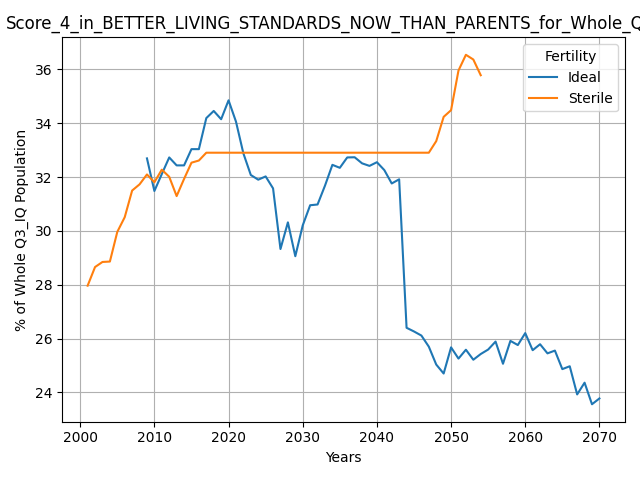 Score_4_in_BETTER_LIVING_STANDARDS_NOW_THAN_PARENTS_for_Whole_Q
Fertility
Ideal
Sterile
% of Whole Q3_IQ Population
36
34
32
30
28
26
24
2000 2010 2020 2030 2040 2050 2060 2070
Years